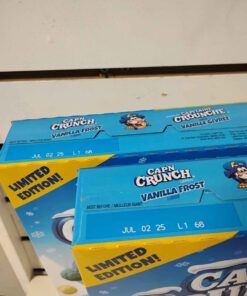 CAP'N
CRUNCH
VANILLA FROST
CAPITAINE
CROUNCHE
VANILLE GIVRÉE
JUL 02 25 L1 68
LIMITED
EDITION!
CAP'N
CRUNCH
VANILLA FROST
BEST BEFORE / MEILLEUR AVANT
JUL 02 25 L1 68
LIMITED
EDITION!
CAP'N